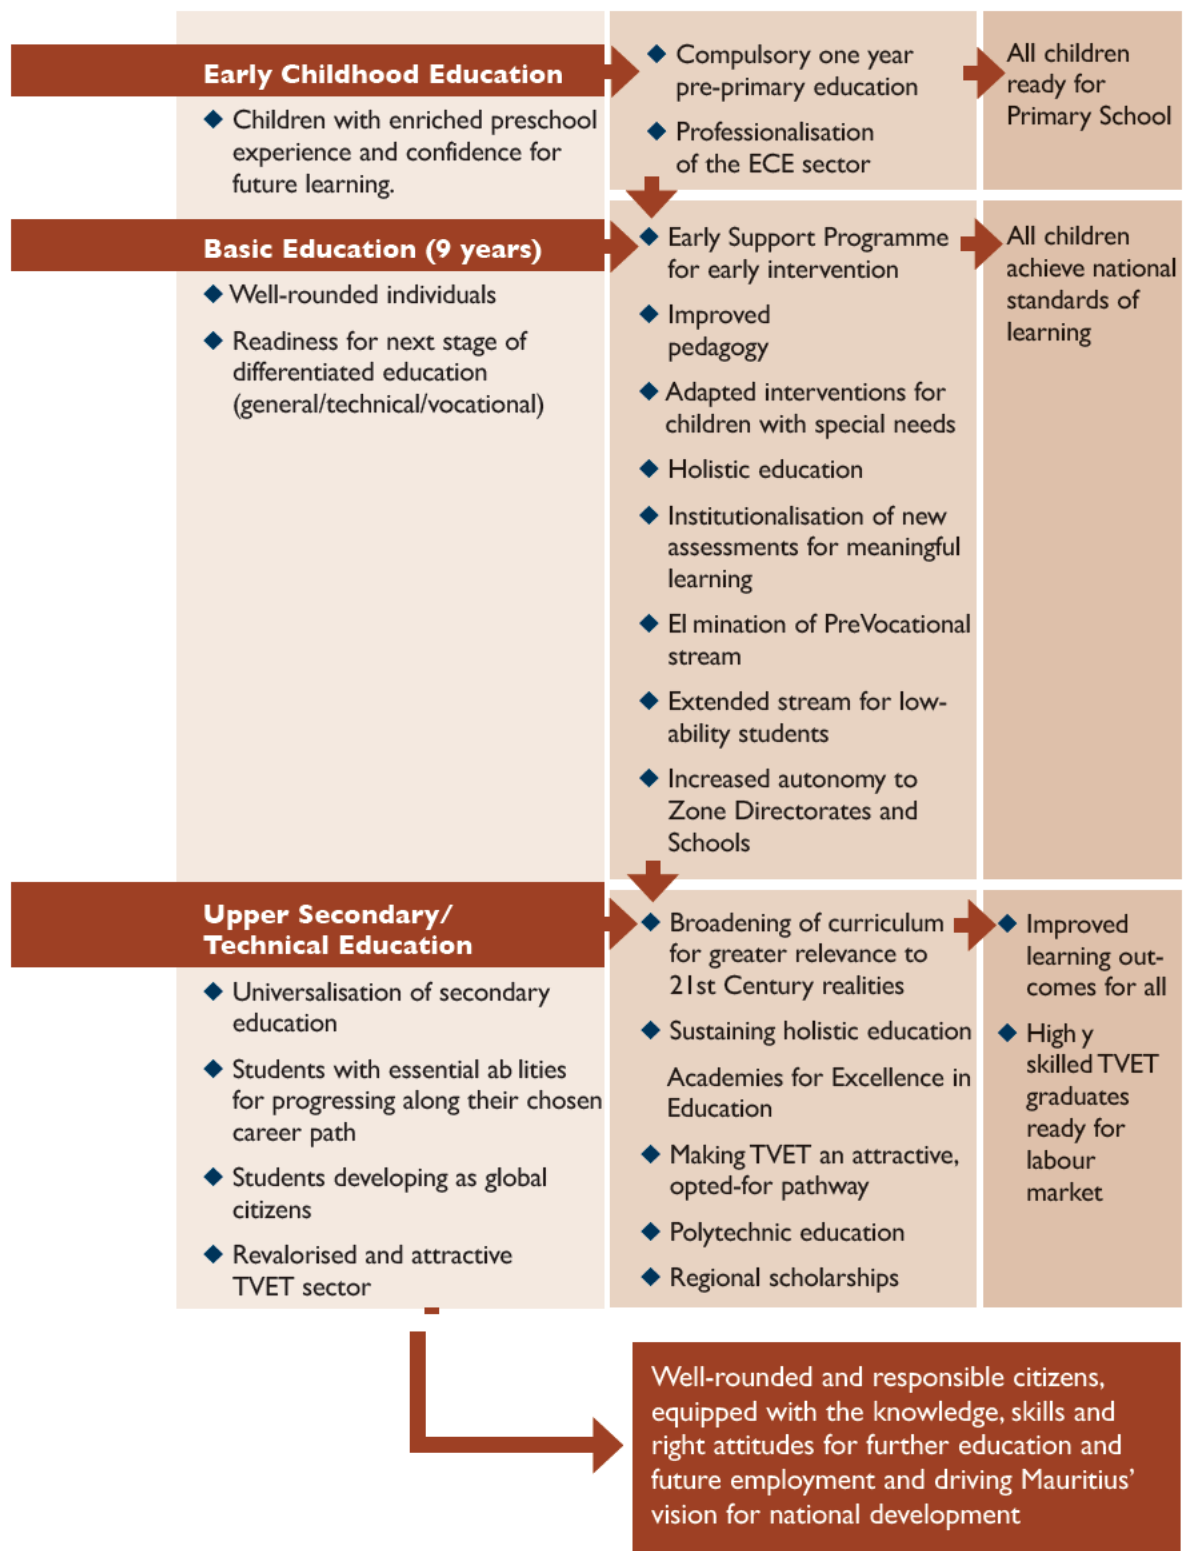 Early Childhood Education
◆ Children with enriched preschool
experience and confidence for
future learning.
◆ Compulsory one year
pre-primary education
◆ Professionalisation
of the ECE sector
All children
ready for
Primary School
Basic Education (9 years)
◆ Well-rounded individuals
◆ Readiness for next stage of
differentiated education
(general/technical/vocational)
◆ Early Support Programme
for early intervention
◆ Improved
pedagogy
◆ Adapted interventions for
children with special needs
◆ Holistic education
◆ Institutionalisation of new
assessments for meaningful
learning
◆ El mination of PreVocational
stream
◆ Extended stream for low-
ability students
◆ Increased autonomy to
Zone Directorates and
Schools
All children
achieve national
standards of
learning
Upper Secondary/
Technical Education
◆ Universalisation of secondary
education
◆ Students with essential ab lities
for progressing along their chosen
career path
◆ Students developing as global
citizens
◆ Revalorised and attractive
TVET sector
◆ Broadening of curriculum
for greater relevance to
21st Century realities
◆ Sustaining holistic education
Academies for Excellence in
Education
◆ Making TVET an attractive,
opted-for pathway
◆ Polytechnic education
◆ Regional scholarships
◆ Improved
learning out-
comes for all
◆ High y
skilled TVET
graduates
ready for
labour
market
Well-rounded and responsible citizens,
equipped with the knowledge, skills and
right attitudes for further education and
future employment and driving Mauritius’
vision for national development